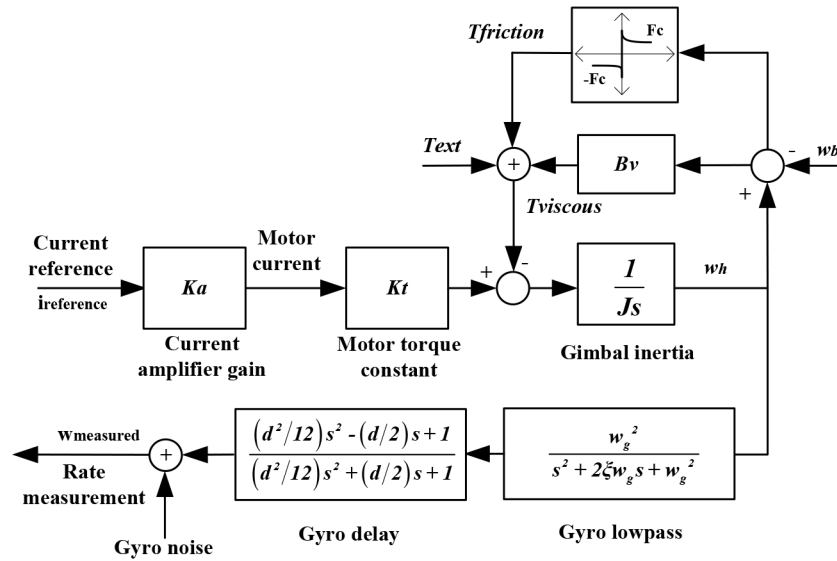 Tfriction
Fc
-Fc
Text
+
Bv
-
wb
+
Tviscous
Current
reference
ireference
Ka
Motor
current
Kt
+
-
1
Js
wh
Current
amplifier gain
Motor torque
constant
Gimbal inertia
wmeasured
+
(d²/12)s² - (d/2)s + 1
(d²/12)s² + (d/2)s + 1
wg²
s² + 2ξwgs + wg²
Rate
measurement
Gyro noise
Gyro delay
Gyro lowpass